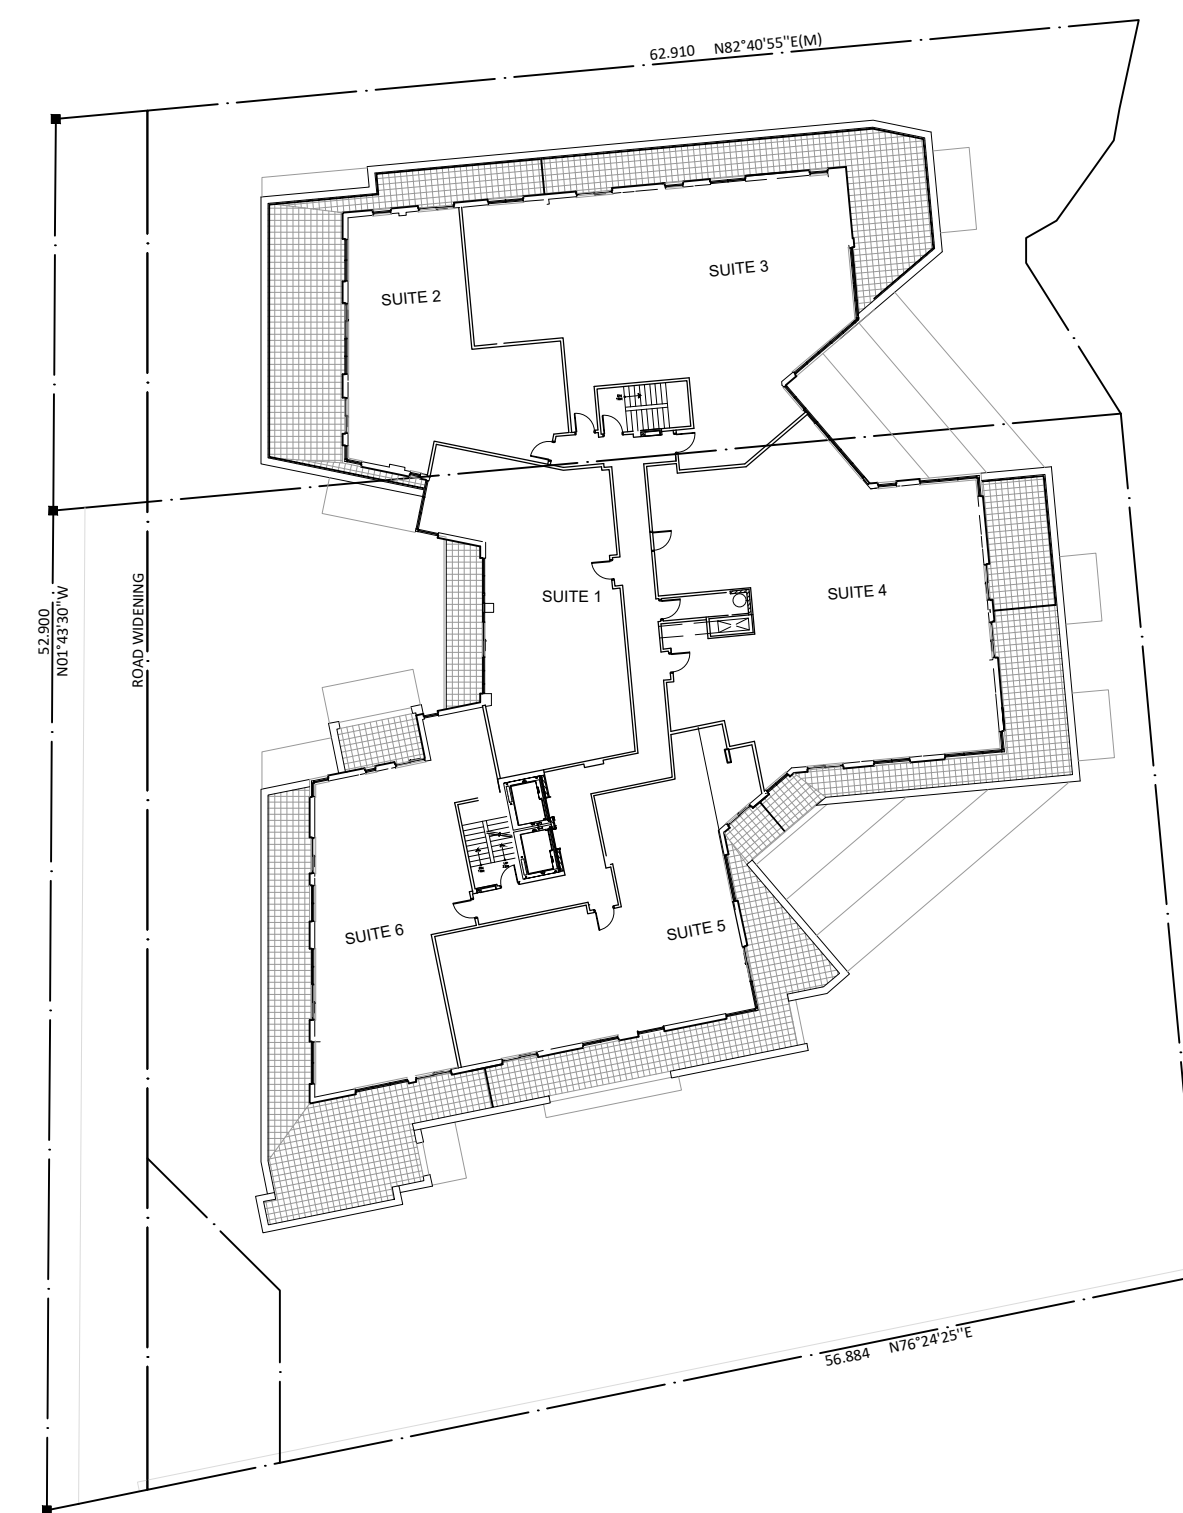 62.910 N82°40'55"E(M)
SUITE 3
SUITE 2
SUITE 1
SUITE 4
52.900
N01°43'30"W
ROAD WIDENING
SUITE 6
SUITE 5
56.884 N76°24'25"E